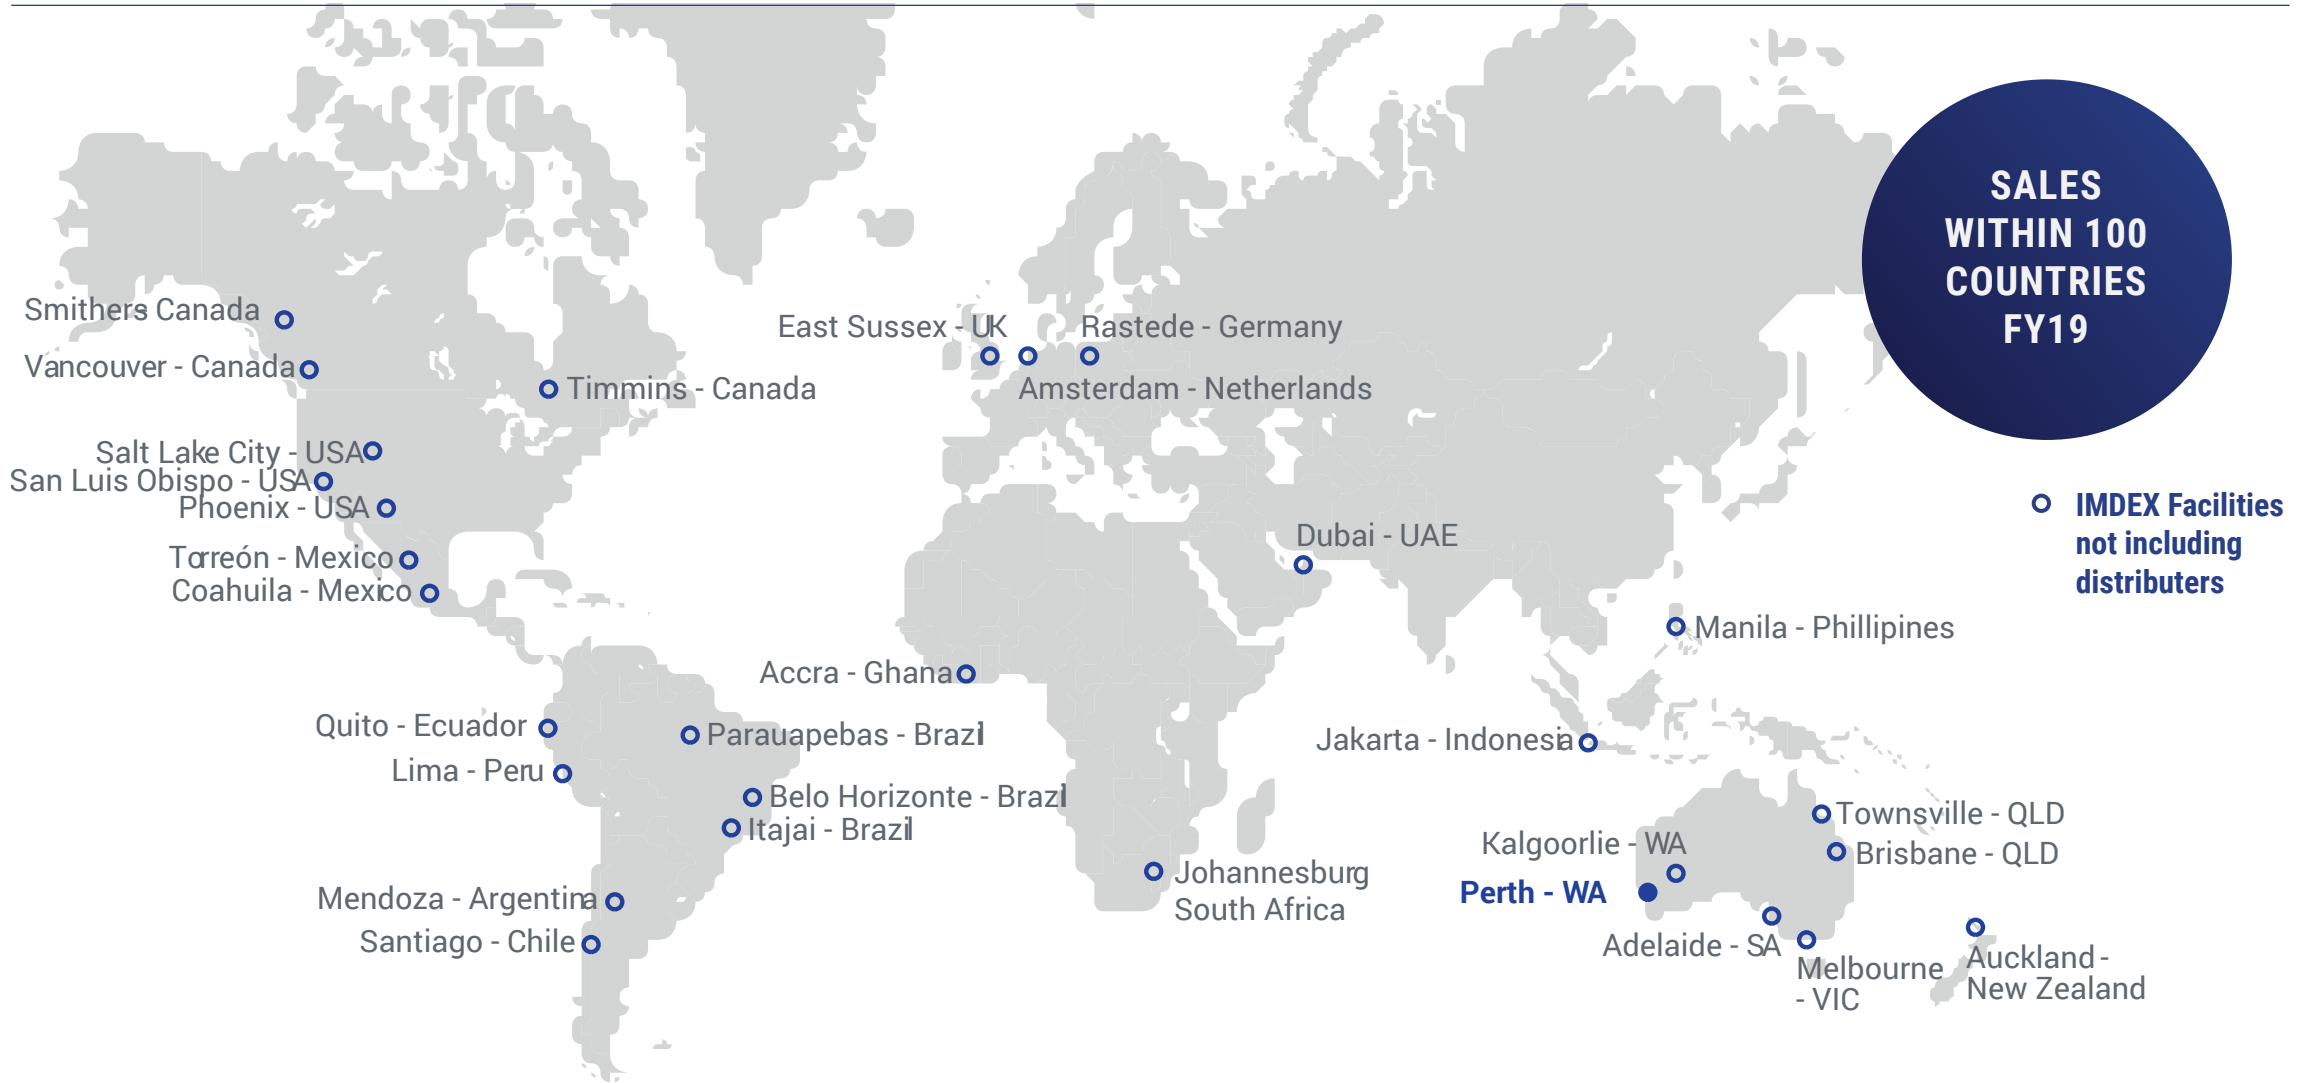 SALES
WITHIN 100
COUNTRIES
FY19
Smithers Canada
Vancouver - Canada
Timmins - Canada
East Sussex - UK
Rastede - Germany
Amsterdam - Netherlands
Salt Lake City - USA
San Luis Obispo - USA
Phoenix - USA
Torreón - Mexico
Coahuila - Mexico
Dubai - UAE
IMDEX Facilities
not including
distributers
Manila - Phillipines
Accra - Ghana
Quito - Ecuador
Parauapebas - Brazil
Lima - Peru
Jakarta - Indonesia
Belo Horizonte - Brazil
Itajai - Brazil
Townsville - QLD
Kalgoorlie - WA
Brisbane - QLD
Johannesburg
South Africa
Perth - WA
Mendoza - Argentina
Santiago - Chile
Adelaide - SA
Melbourne
- VIC
Auckland -
New Zealand